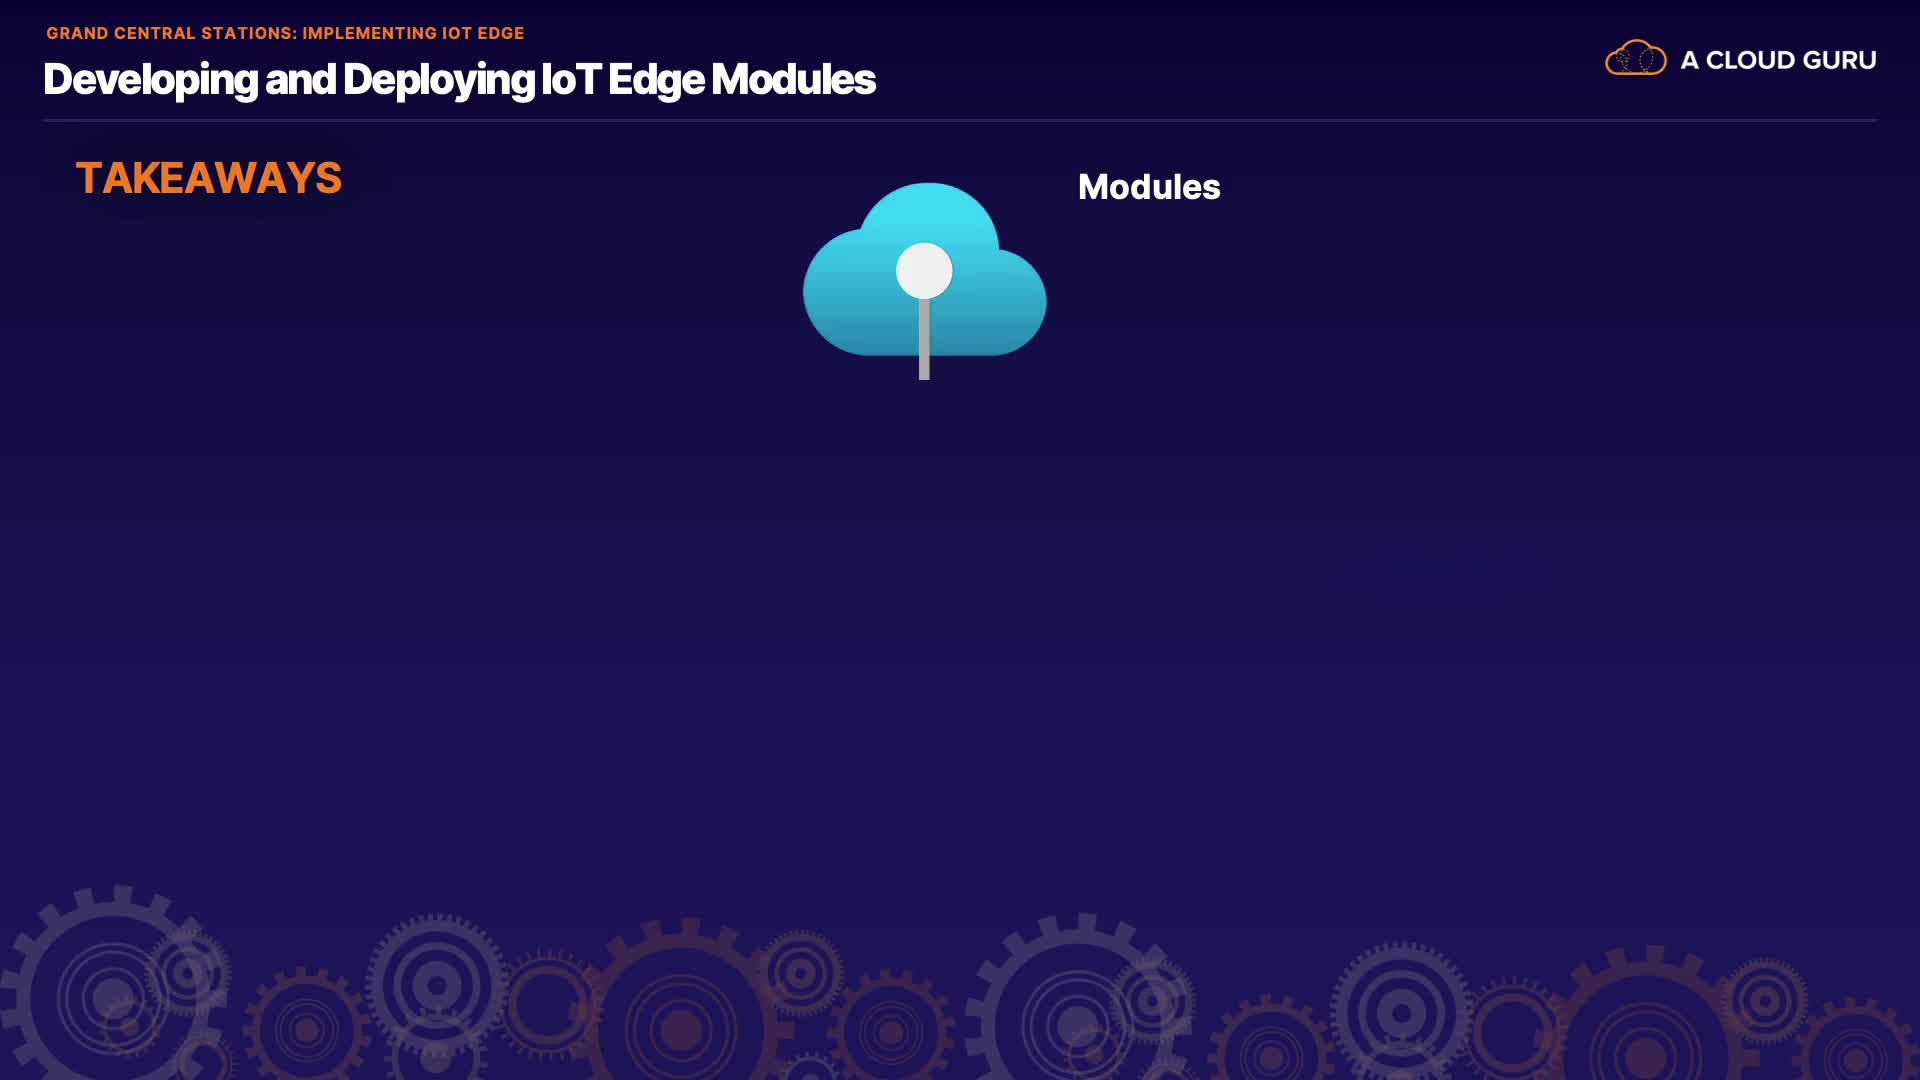 GRAND CENTRAL STATIONS: IMPLEMENTING IOT EDGE
Developing and Deploying IoT Edge Modules
A CLOUD GURU
TAKEAWAYS
Modules